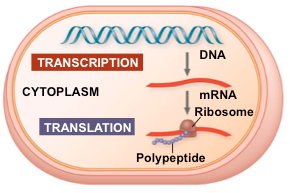 DNA
TRANSCRIPTION
CYTOPLASM
mRNA
Ribosome
TRANSLATION
Polypeptide